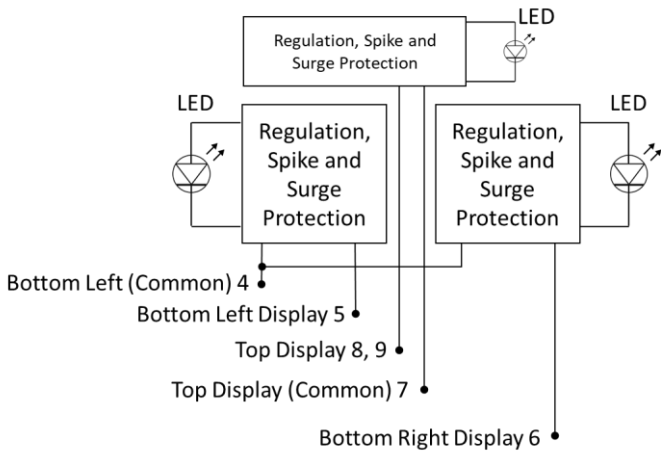 LED
Regulation, Spike and
Surge Protection
LED
Regulation,
Spike and
Surge
Protection
Regulation,
Spike and
Surge
Protection
LED
Bottom Left (Common) 4
Bottom Left Display 5
Top Display 8, 9
Top Display (Common) 7
Bottom Right Display 6